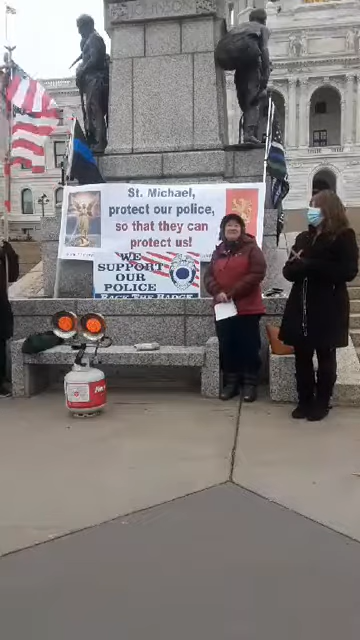 St. Michael,
protect our police,
so that they can
protect us!
WE
SUPPORT
OUR
POLICE
BACK THE BADGE